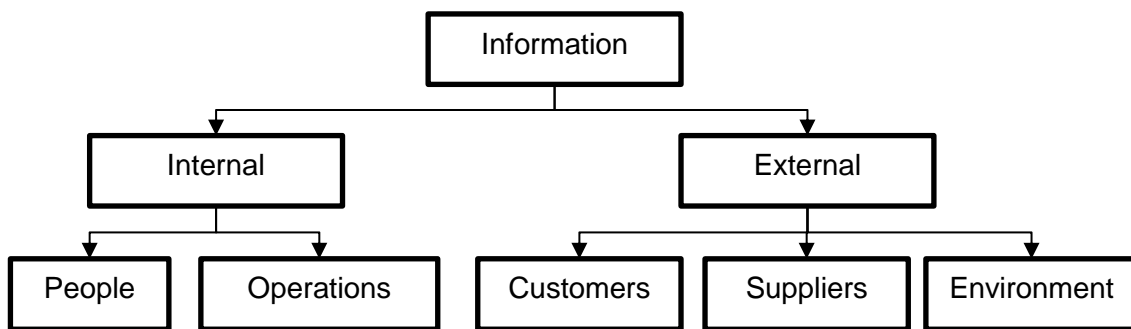 Information
Internal
External
People
Operations
Customers
Suppliers
Environment